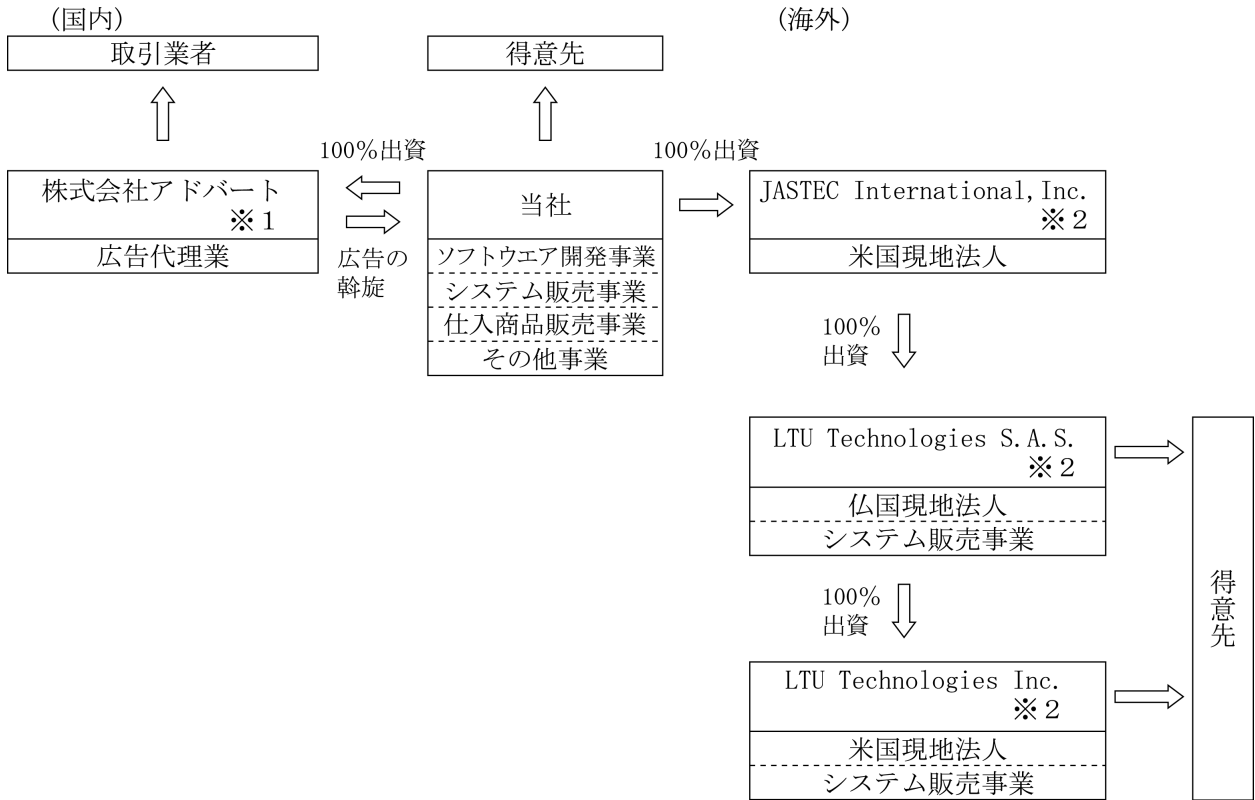 (国内)
(海外)
取引業者
得意先
100%出資
100%出資
株式会社アドバート
※1
広告代理業
広告の
斡旋
当社
ソフトウエア開発事業
システム販売事業
仕入商品販売事業
その他事業
JASTEC International,Inc.
※2
米国現地法人
100%
出資
LTU Technologies S.A.S.
※2
仏国現地法人
システム販売事業
100%
出資
LTU Technologies Inc.
※2
米国現地法人
システム販売事業
得意先